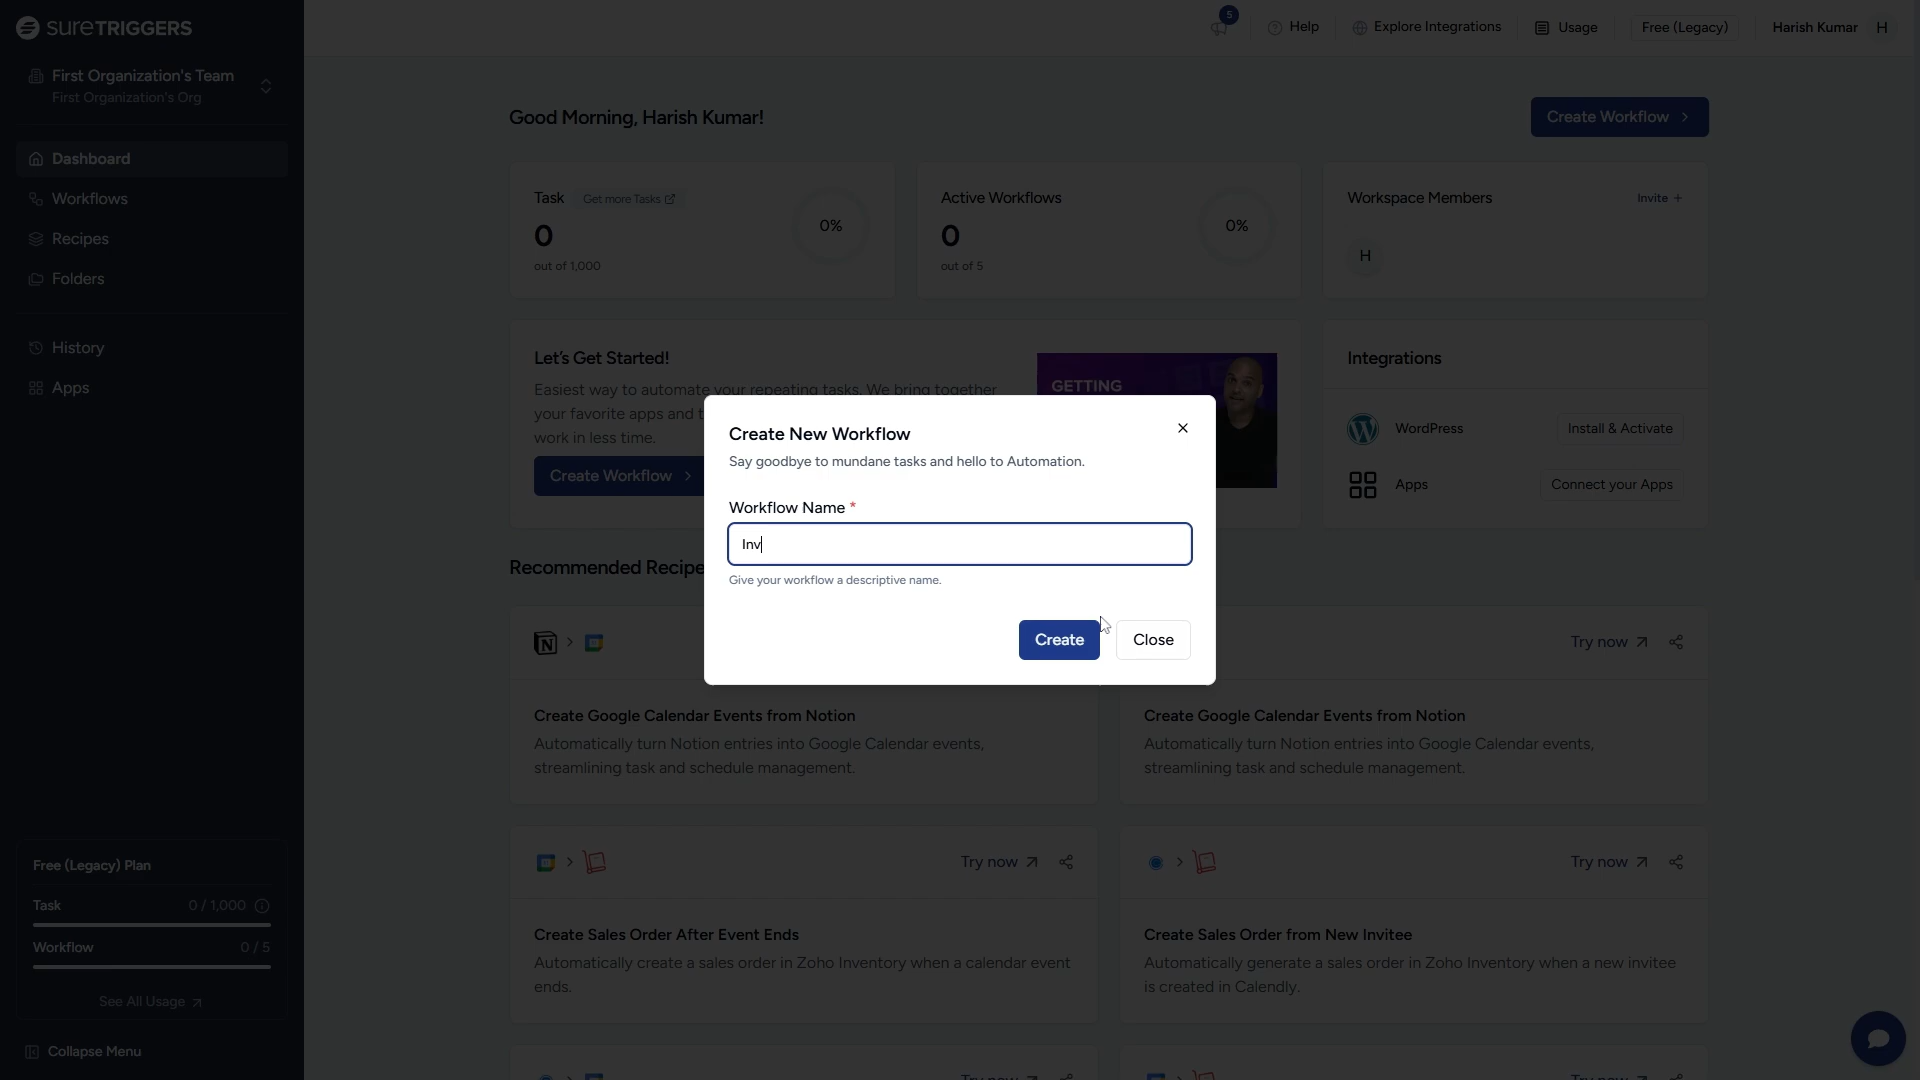 sureTRIGGERS
First Organization's Team
First Organization's Org
Dashboard
Workflows
Recipes
Folders
History
Apps
Free (Legacy) Plan
Task
0 / 1,000
Workflow
0 / 5
See All Usage
Collapse Menu
5
Help
Explore Integrations
Usage
Free (Legacy)
Harish Kumar
H
Good Morning, Harish Kumar!
Create Workflow
Task
Get more Tasks
0
out of 1,000
0%
Active Workflows
0
out of 5
0%
Workspace Members
Invite +
H
Let's Get Started!
Easiest way to automate your repeating tasks. We bring together
your favorite apps and t
work in less time.
Create Workflow
GETTING
Integrations
WordPress
Install & Activate
Apps
Connect your Apps
Create New Workflow
Say goodbye to mundane tasks and hello to Automation.
Workflow Name *
Inv
Give your workflow a descriptive name.
Create
Close
Recommended Recipe
Try now
Create Google Calendar Events from Notion
Automatically turn Notion entries into Google Calendar events,
streamlining task and schedule management.
Create Google Calendar Events from Notion
Automatically turn Notion entries into Google Calendar events,
streamlining task and schedule management.
Try now
Create Sales Order After Event Ends
Automatically create a sales order in Zoho Inventory when a calendar event
ends.
Try now
Create Sales Order from New Invitee
Automatically generate a sales order in Zoho Inventory when a new invitee
is created in Calendly.
Try now
Try now